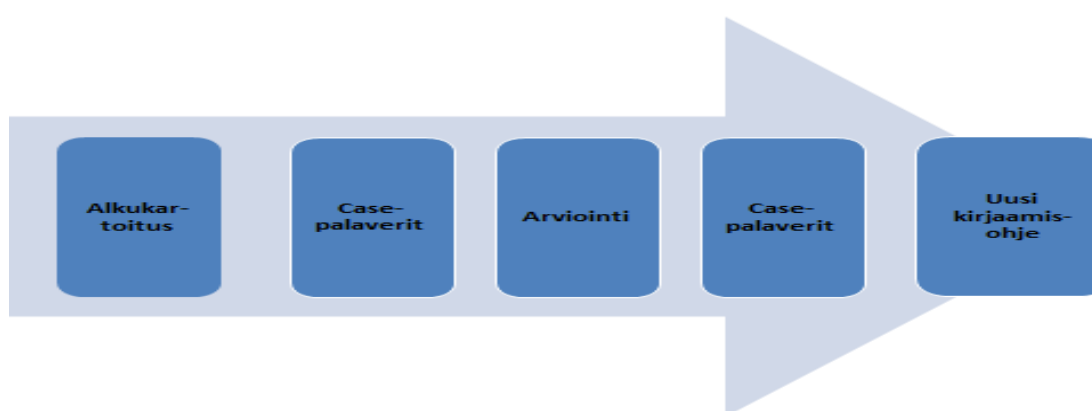 Alkukar-
toitus
Case-
palaverit
Arviointi
Case-
palaverit
Uusi
kirjaamis-
ohje